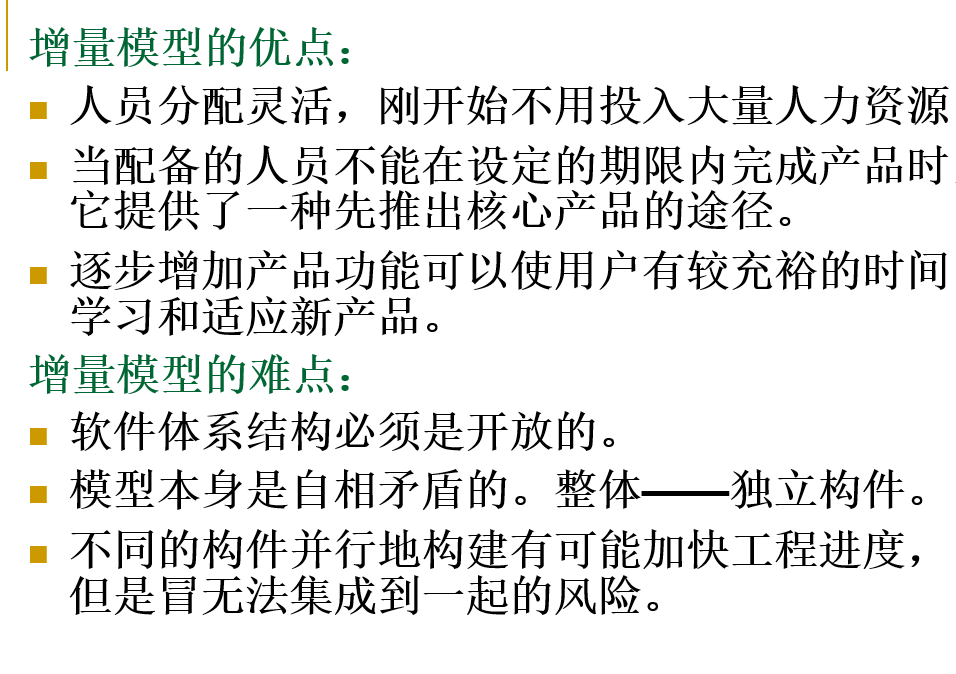 增量模型的优点：
人员分配灵活，刚开始不用投入大量人力资源
当配备的人员不能在设定的期限内完成产品时，
它提供了一种先推出核心产品的途径。
逐步增加产品功能可以使用户有较充裕的时间
学习和适应新产品。
增量模型的难点：
软件体系结构必须是开放的。
模型本身是自相矛盾的。整体——独立构件。
不同的构件并行地构建有可能加快工程进度，
但是冒无法集成到一起的风险。